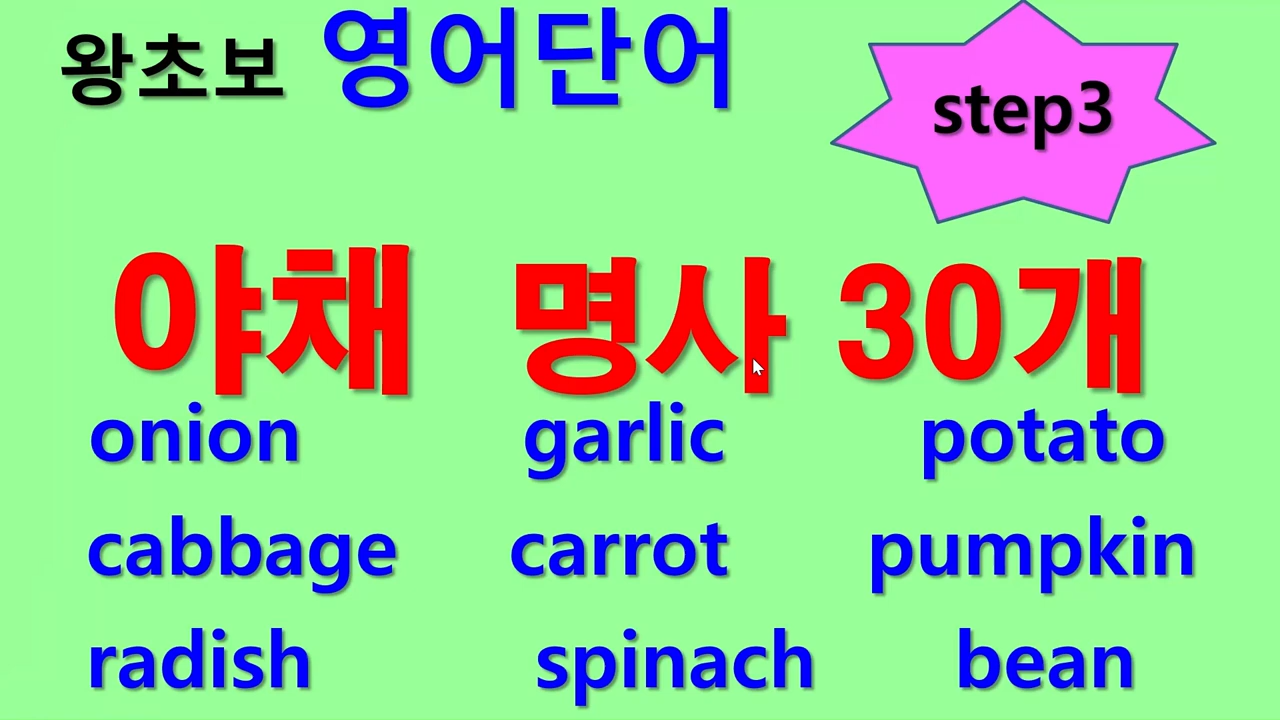 왕초보 영어단어
step3
야채 명사 30개
onion garlic potato
cabbage carrot pumpkin
radish spinach bean